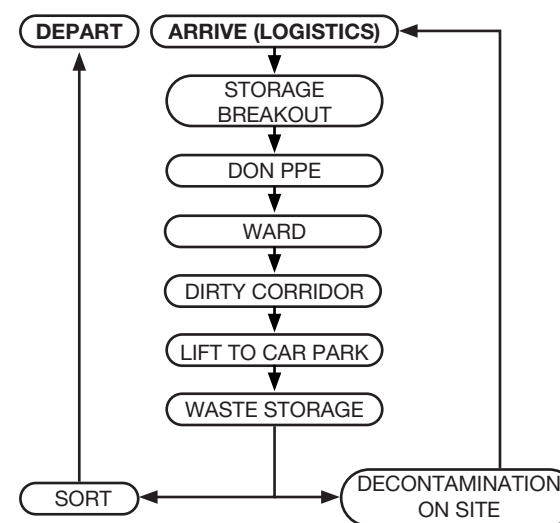 DEPART
ARRIVE (LOGISTICS)
STORAGE
BREAKOUT
DON PPE
WARD
DIRTY CORRIDOR
LIFT TO CAR PARK
WASTE STORAGE
SORT
DECONTAMINATION
ON SITE